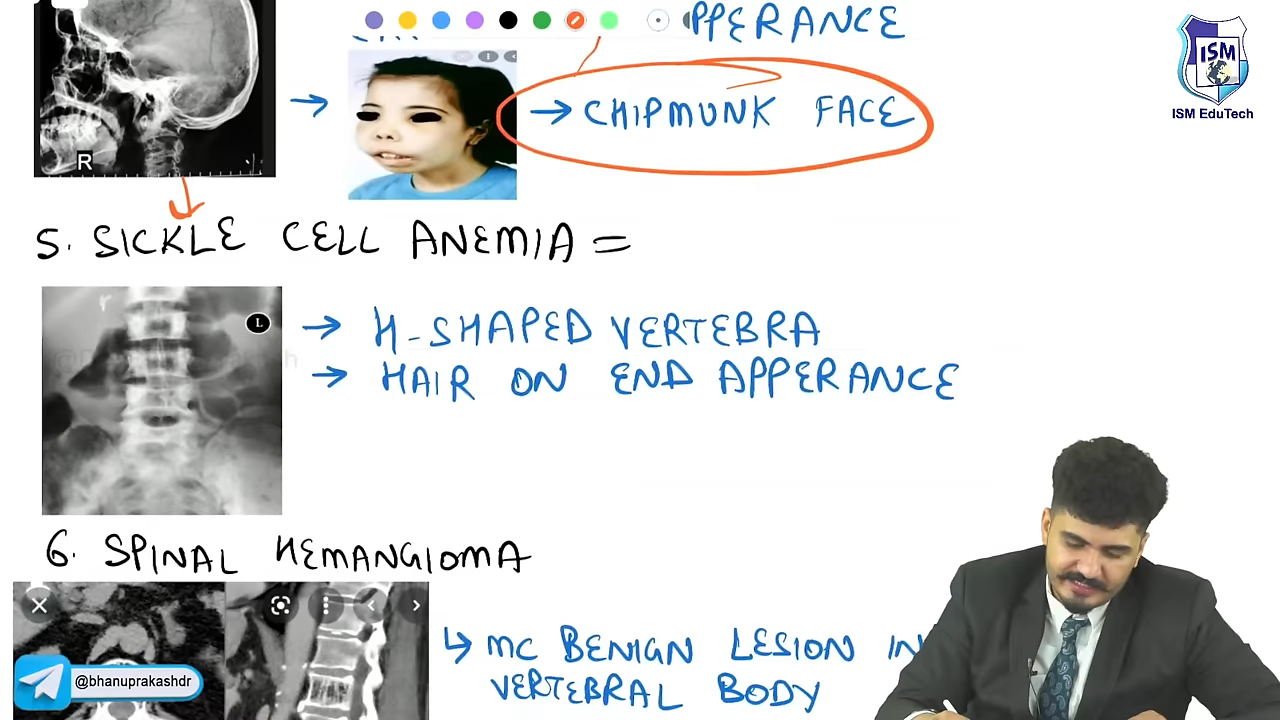 PPERANCE
ISM
ISM EduTech
→ CHIPMUNK FACE
R
5. SICKLE CELL ANEMIA =
L
→ H-SHAPED VERTEBRA
→ HAIR ON END APPERANCE
6. SPINAL HEMANGIOMA
↳ MC BENIGN LESION IN
VERTEBRAL BODY
@bhanuprakashdr